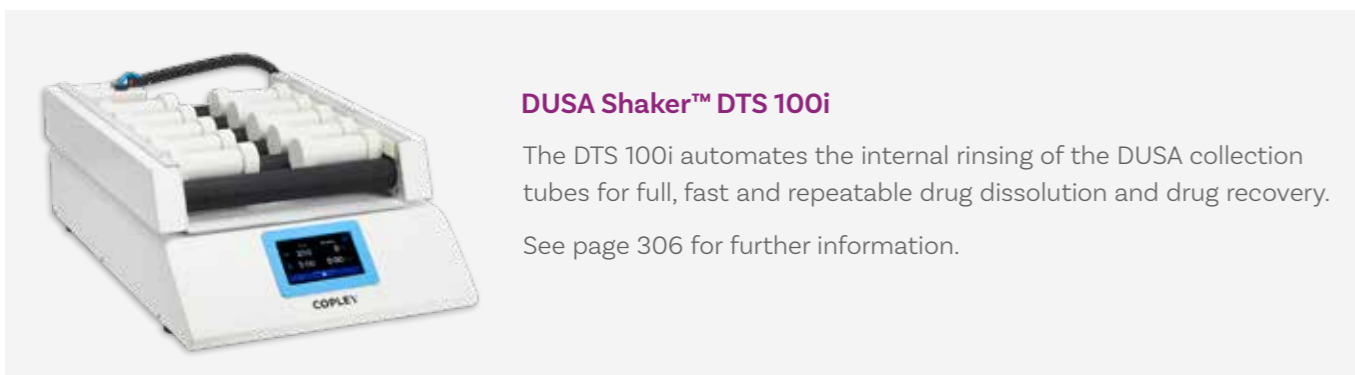 DUSA Shaker™ DTS 100i
The DTS 100i automates the internal rinsing of the DUSA collection
tubes for full, fast and repeatable drug dissolution and drug recovery.
See page 306 for further information.
COPLEY